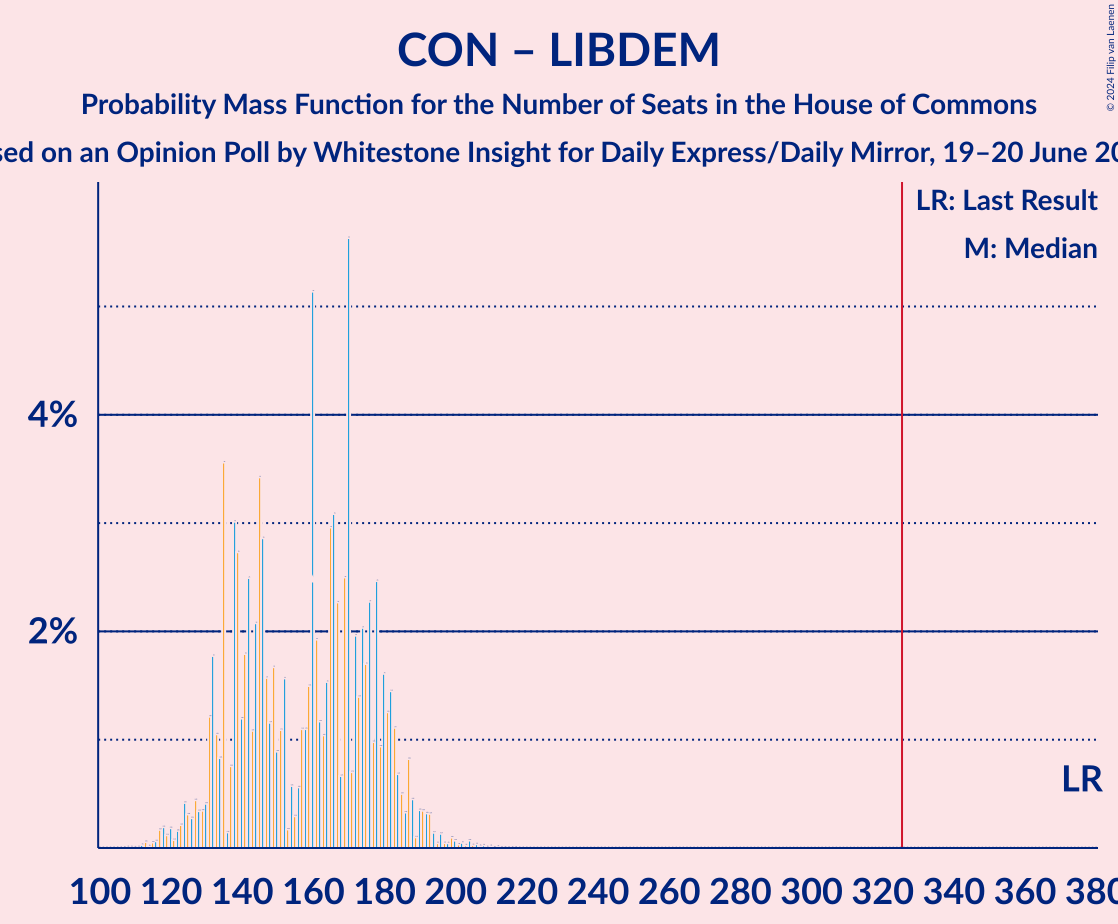 CON – LIBDEM
Probability Mass Function for the Number of Seats in the House of Commons
on an Opinion Poll by Whitestone Insight for Daily Express/Daily Mirror, 19–20 June
© 2024 Filip van Laenen
LR: Last Result
M: Median
4%
2%
LR
100 120 140 160 180 200 220 240 260 280 300 320 340 360 380